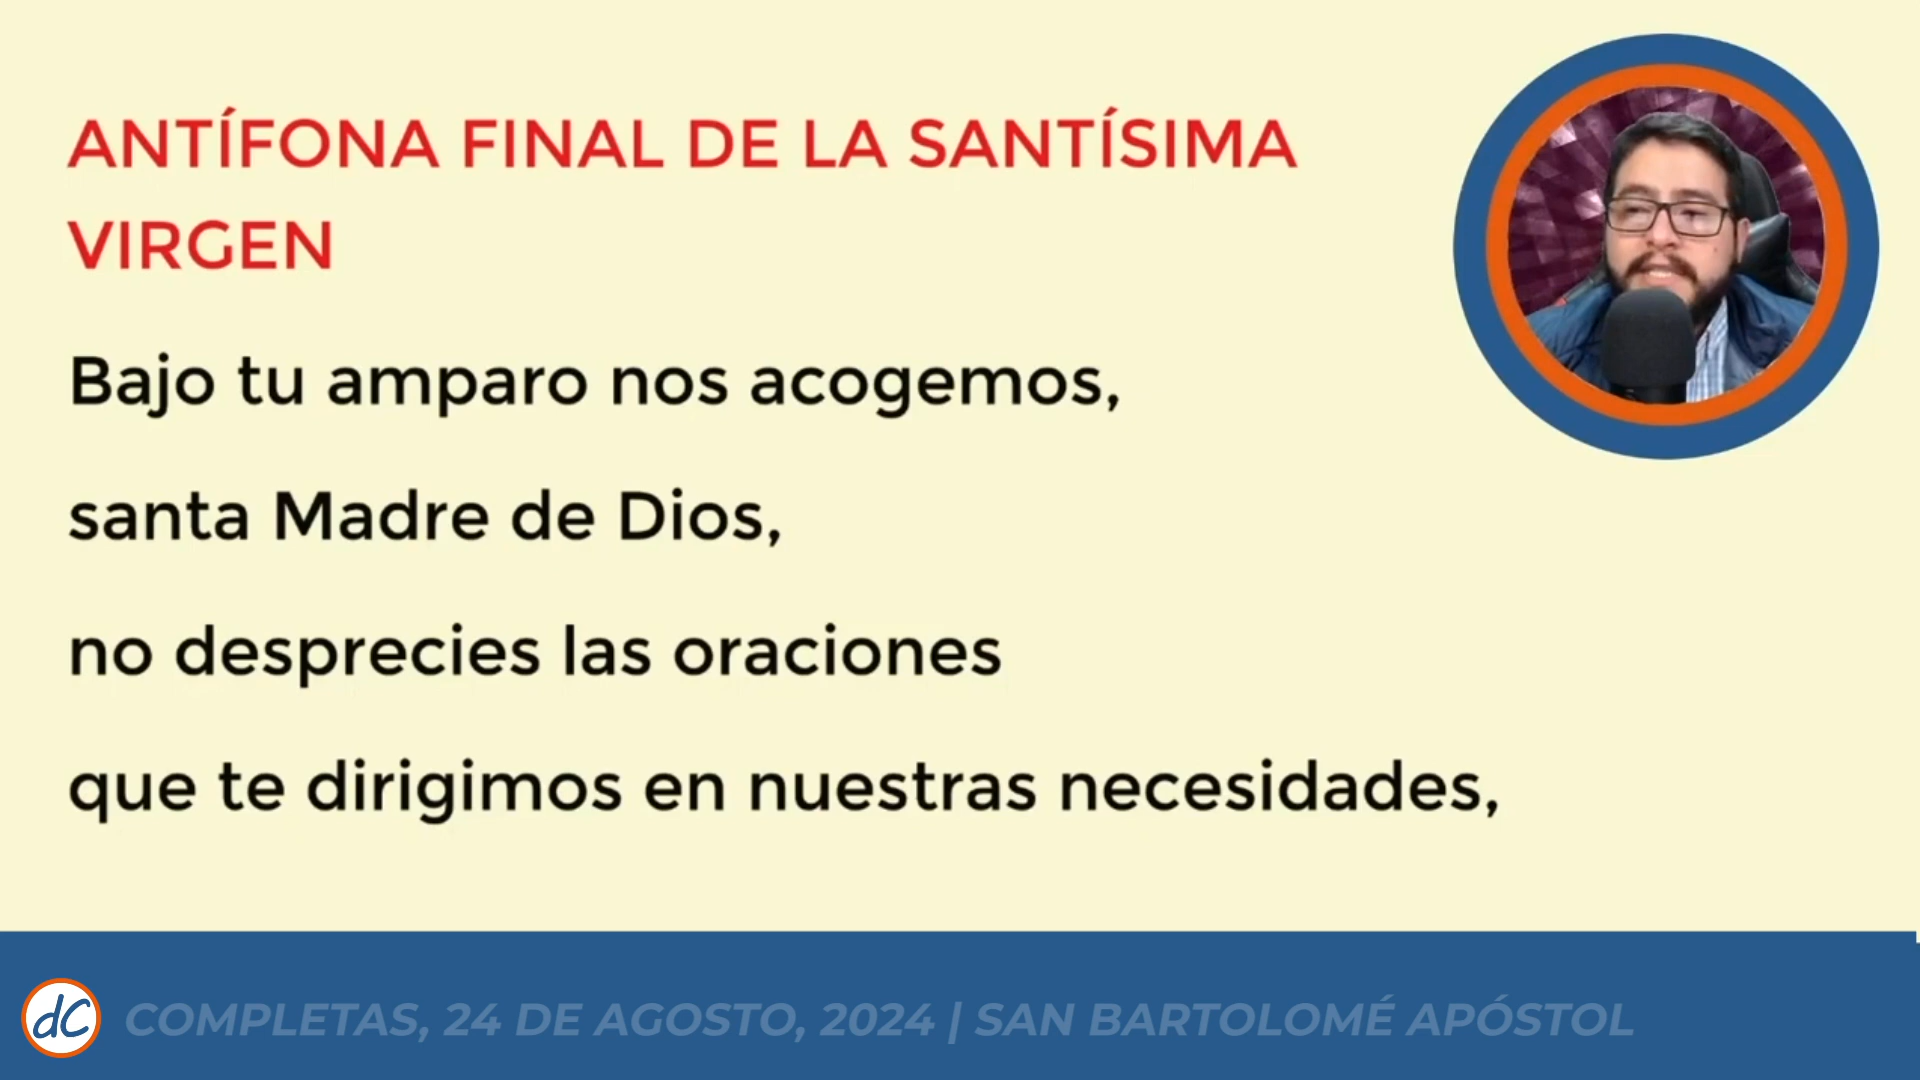 ANTÍFONA FINAL DE LA SANTÍSIMA
VIRGEN
Bajo tu amparo nos acogemos,
santa Madre de Dios,
no desprecies las oraciones
que te dirigimos en nuestras necesidades,
dC
COMPLETAS, 24 DE AGOSTO, 2024 | SAN BARTOLOMÉ APÓSTOL